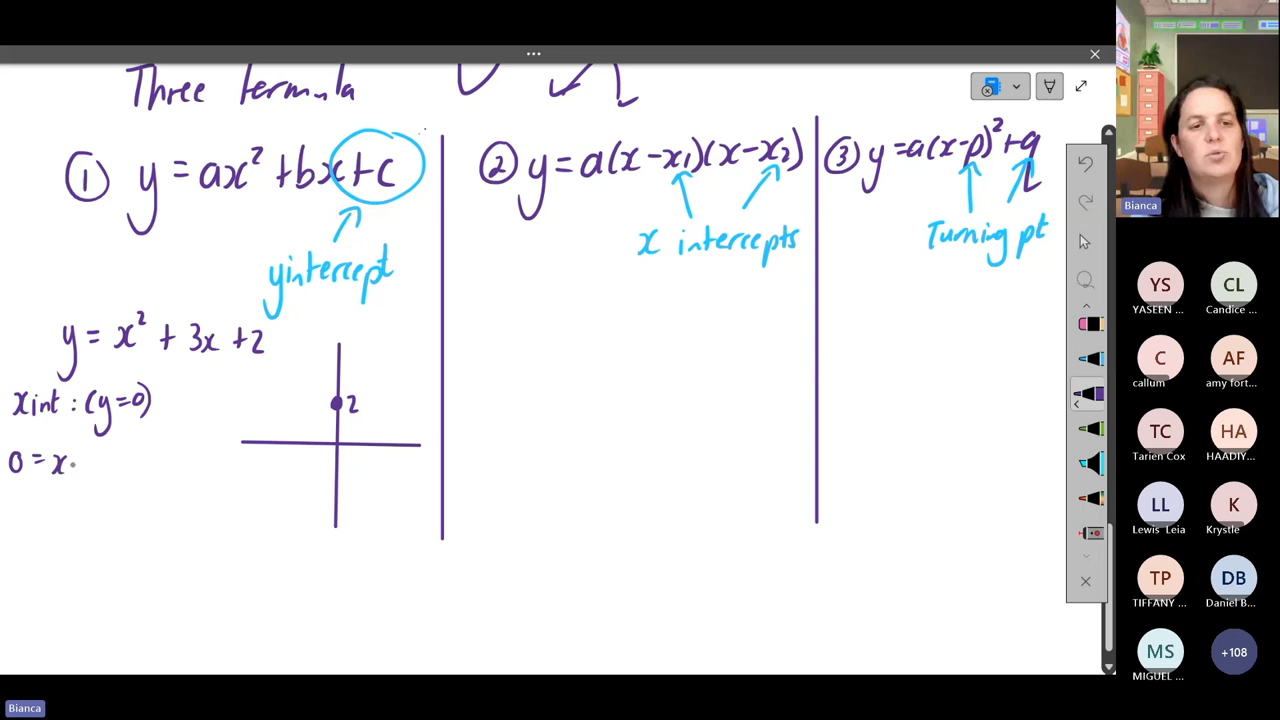 Three formula
① y = ax² + bx + c
y intercept
y = x² + 3x + 2
x int : (y=0)
0 = x
2
② y = a(x - x₁)(x - x₂)
x intercepts
③ y = a(x - p)² + q
Turning pt
Bianca
YS
YASEEN ...
CL
Candice ...
C
callum
AF
amy fort...
TC
Tarien Cox
HA
HAADIY...
LL
Lewis Leia
K
Krystle
TP
TIFFANY ...
DB
Daniel B...
MS
MIGUEL ...
+108
Bianca